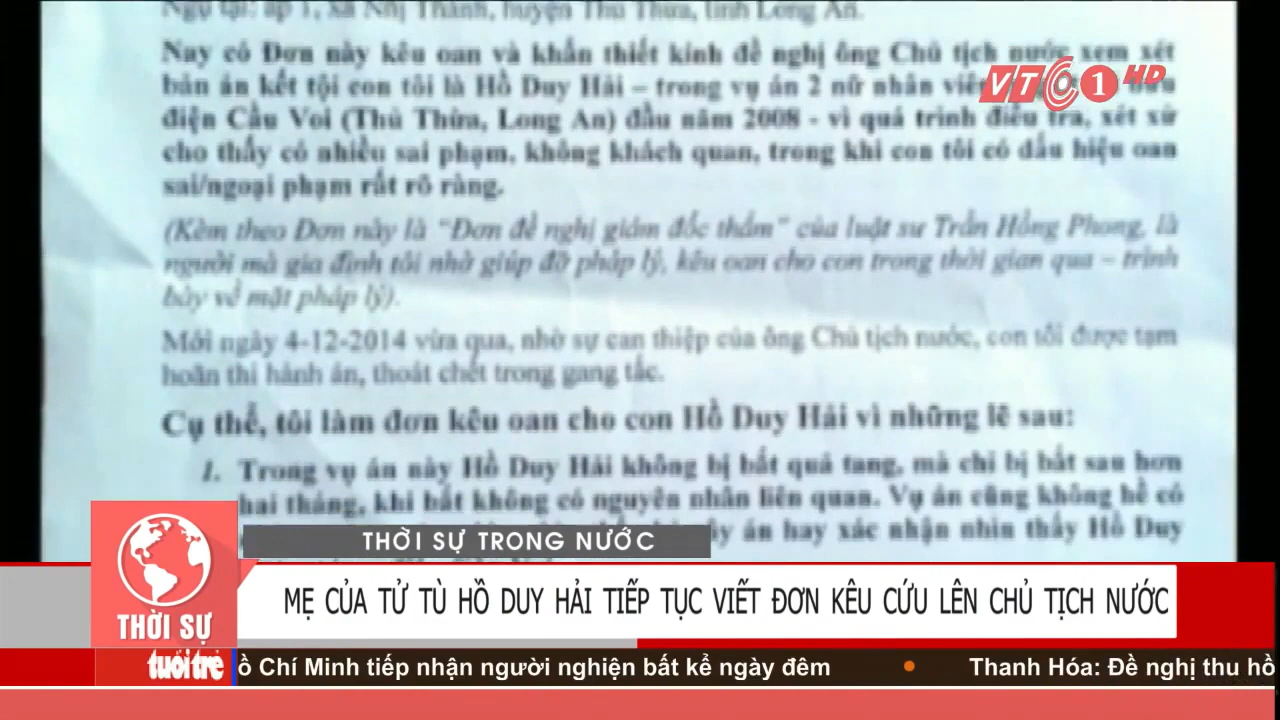 Ngụ tại: ấp 1, xã Nhị Thành, huyện Thủ Thừa, tỉnh Long An.
Nay có Đơn này kêu oan và khẩn thiết kính đề nghị ông Chủ tịch nước xem xét
bản án kết tội con tôi là Hồ Duy Hải – trong vụ án 2 nữ nhân viên
điện Cầu Voi (Thủ Thừa, Long An) đầu năm 2008 - vì quá trình điều tra, xét xử
cho thấy có nhiều sai phạm, không khách quan, trong khi con tôi có dấu hiệu oan
sai/ngoại phạm rất rõ ràng.
(Kèm theo Đơn này là "Đơn đề nghị giám đốc thẩm" của luật sư Trần Hồng Phong, là
người mà gia đình tôi nhờ giúp đỡ pháp lý, kêu oan cho con trong thời gian qua – trình
bày về mặt pháp lý).
Mới ngày 4-12-2014 vừa qua, nhờ sự can thiệp của ông Chủ tịch nước, con tôi được tạm
hoãn thi hành án, thoát chết trong gang tấc.
Cụ thể, tôi làm đơn kêu oan cho con Hồ Duy Hải vì những lẽ sau:
1. Trong vụ án này Hồ Duy Hải không bị bắt quả tang, mà chỉ bị bắt sau hơn
hai tháng, khi bắt không có nguyên nhân liên quan. Vụ án cũng không hề có
án hay xác nhận nhìn thấy Hồ Duy
VTC1 HD
THỜI SỰ TRONG NƯỚC
MẸ CỦA TỬ TÙ HỒ DUY HẢI TIẾP TỤC VIẾT ĐƠN KÊU CỨU LÊN CHỦ TỊCH NƯỚC
THỜI SỰ
tuổi trẻ ồ Chí Minh tiếp nhận người nghiện bất kể ngày đêm • Thanh Hóa: Đề nghị thu hồ